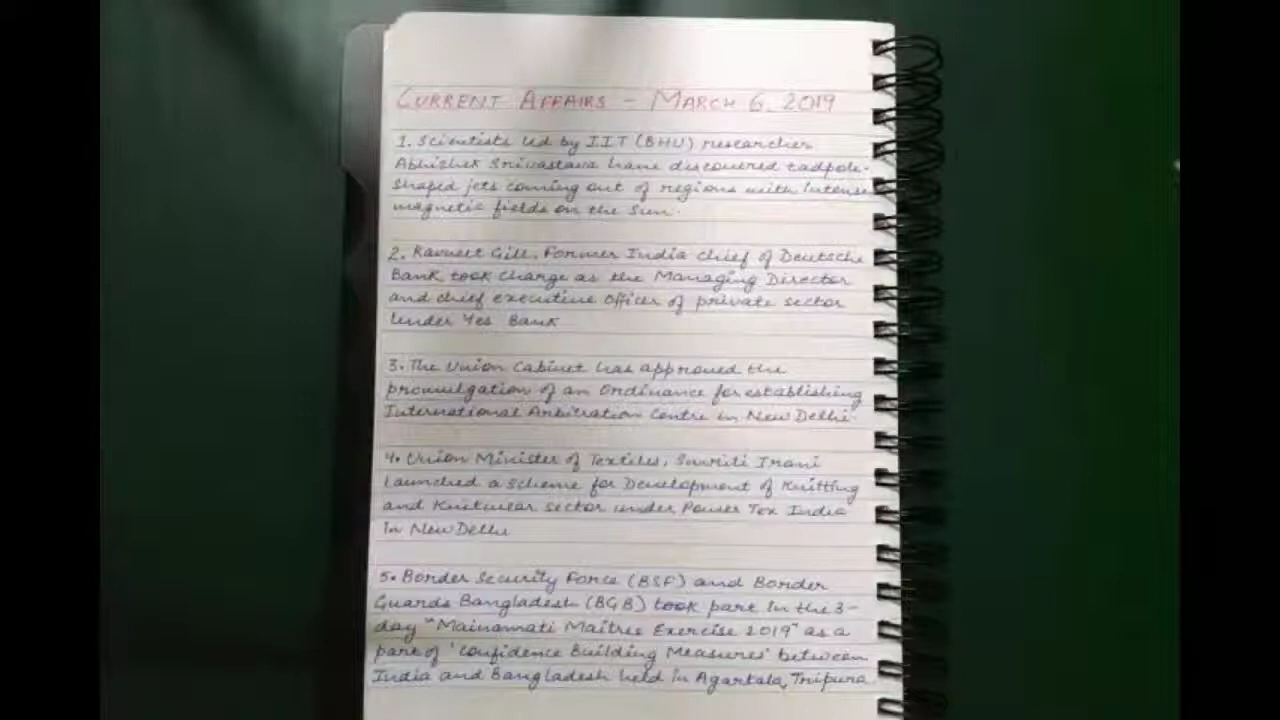 CURRENT AFFAIRS - MARCH 6, 2019
1. Scientists led by IIT (BHU) researcher
Abhishek Srivastava have discovered tadpole-
shaped jets coming out of regions with intense
magnetic fields on the Sun.
2. Ravneet Gill, Former India chief of Deutsche
Bank took charge as the Managing Director
and chief executive officer of private sector
lender Yes Bank
3. The Union Cabinet has approved the
promulgation of an Ordinance for establishing
International Arbitration Centre in New Delhi.
4. Union Minister of Textiles, Smriti Irani
launched a scheme for Development of Knitting
and Knitwear sector under Power Tex India
in New Delhi
5. Border Security Force (BSF) and Border
Guards Bangladesh (BGB) took part in the 3-
day "Mainamati Maitree Exercise 2019" as a
part of 'Confidence Building Measures' between
India and Bangladesh held in Agartala, Tripura